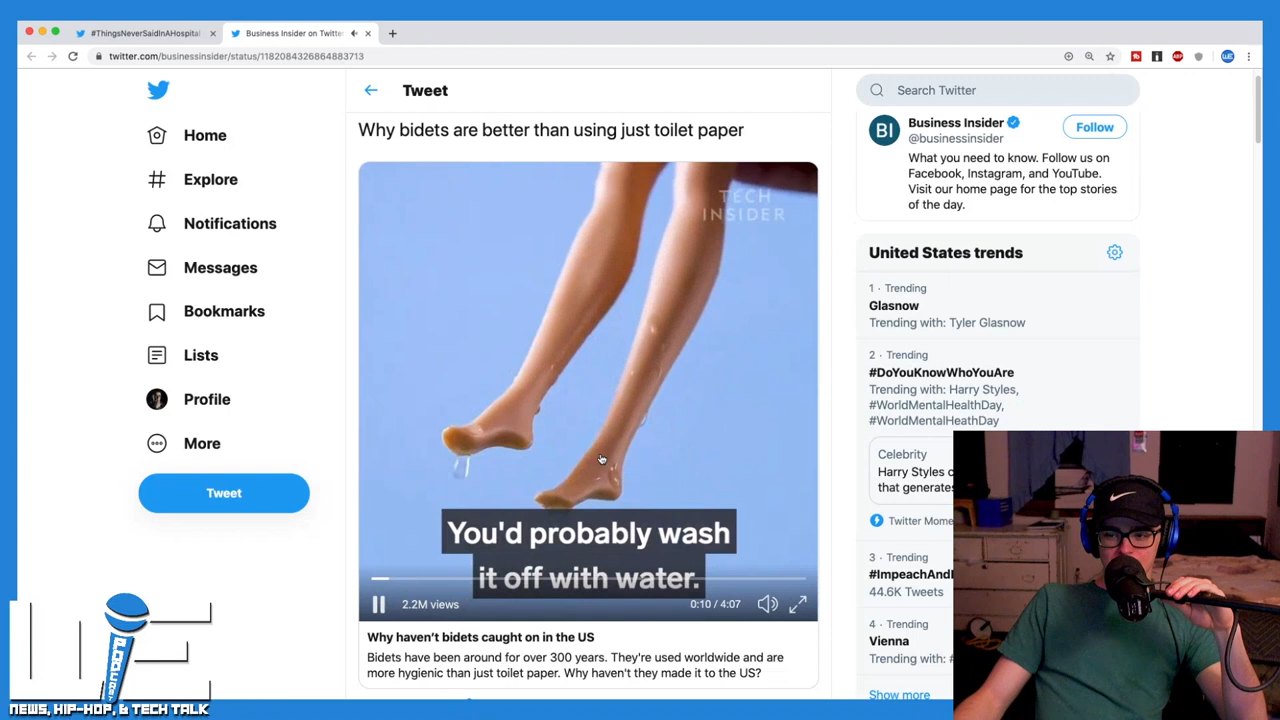 #ThingsNeverSaidInAHospital
Business Insider on Twitter
twitter.com/businessinsider/status/1182084326864883713
Tweet
Search Twitter
Home
Explore
Notifications
Messages
Bookmarks
Lists
Profile
More
Tweet
Why bidets are better than using just toilet paper
TECH
INSIDER
You'd probably wash
it off with water.
2.2M views
0:10 / 4:07
Why haven't bidets caught on in the US
Bidets have been around for over 300 years. They're used worldwide and are
more hygienic than just toilet paper. Why haven't they made it to the US?
BI
Business Insider
Follow
@businessinsider
What you need to know. Follow us on
Facebook, Instagram, and YouTube.
Visit our home page for the top stories
of the day.
United States trends
1 · Trending
Glasnow
Trending with: Tyler Glasnow
2 · Trending
#DoYouKnowWhoYouAre
Trending with: Harry Styles,
#WorldMentalHealthDay,
#WorldMentalHeathDay
Celebrity
Harry Styles c
that generates
Twitter Mome
3 · Trending
#ImpeachAndI
44.6K Tweets
4 · Trending
Vienna
Trending with: #
Show more
NEWS, HIP-HOP, & TECH TALK